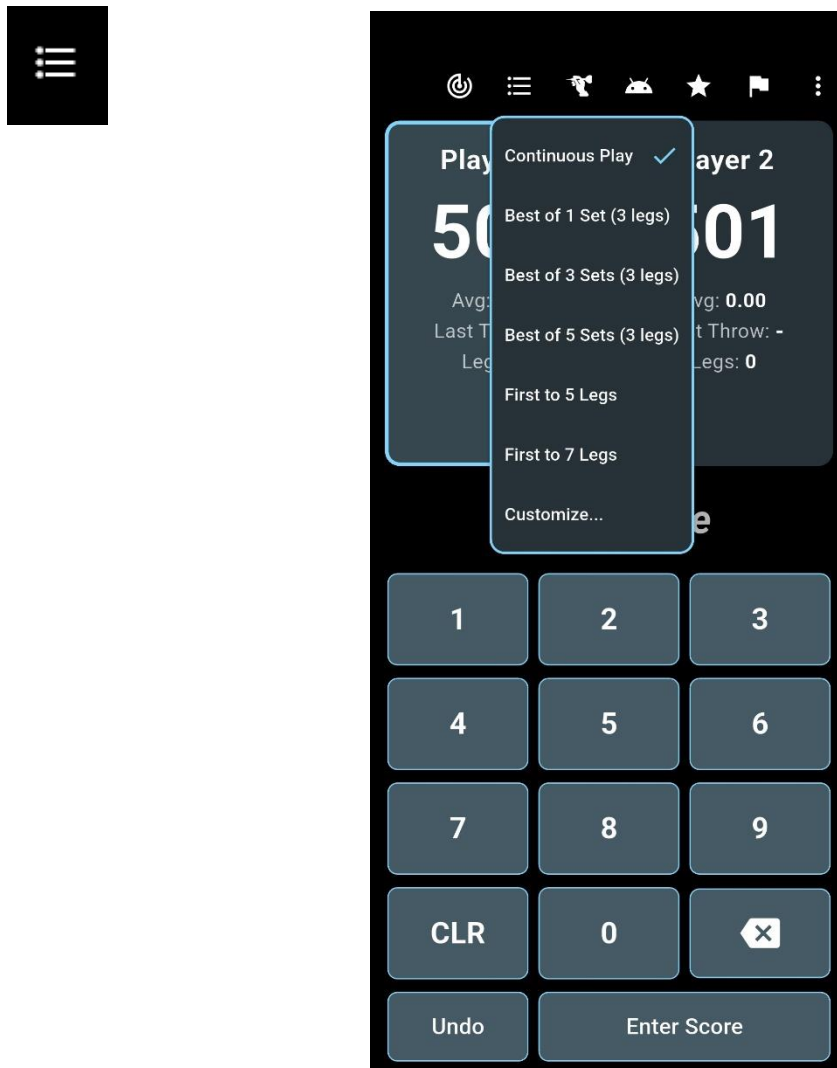 Play
ayer 2
50
501
Avg:
vg: 0.00
Last T
t Throw: -
Leg
Legs: 0
Continuous Play
Best of 1 Set (3 legs)
Best of 3 Sets (3 legs)
Best of 5 Sets (3 legs)
First to 5 Legs
First to 7 Legs
Customize...
e
1 2 3
4 5 6
7 8 9
CLR 0
Undo Enter Score